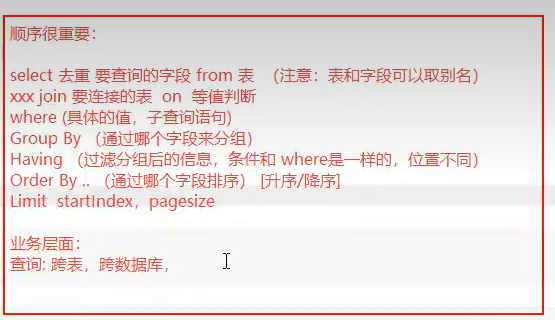 顺序很重要：
select 去重 要查询的字段 from 表 （注意：表和字段可以取别名）
xxx join 要连接的表 on 等值判断
where (具体的值，子查询语句)
Group By （通过哪个字段来分组）
Having （过滤分组后的信息，条件和 where是一样的，位置不同）
Order By .. （通过哪个字段排序） [升序/降序]
Limit startIndex，pagesize
业务层面：
查询: 跨表，跨数据库，